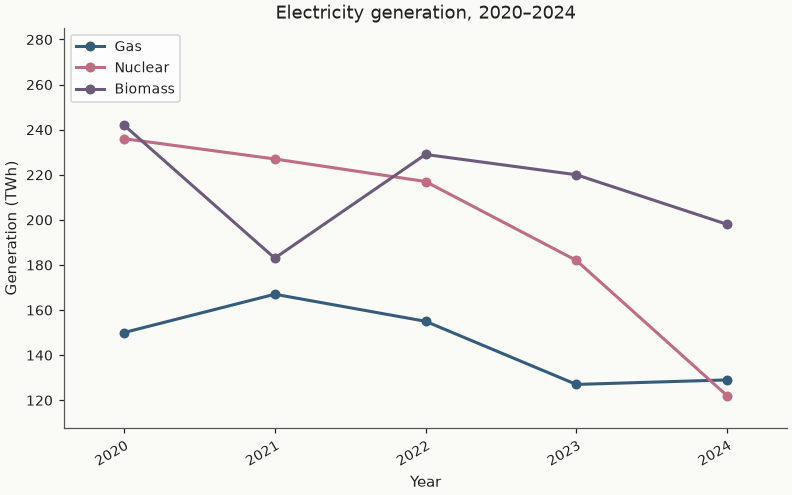 Electricity generation, 2020–2024
Gas
Nuclear
Biomass
Generation (TWh)
280
260
240
220
200
180
160
140
120
2020
2021
2022
2023
2024
Year